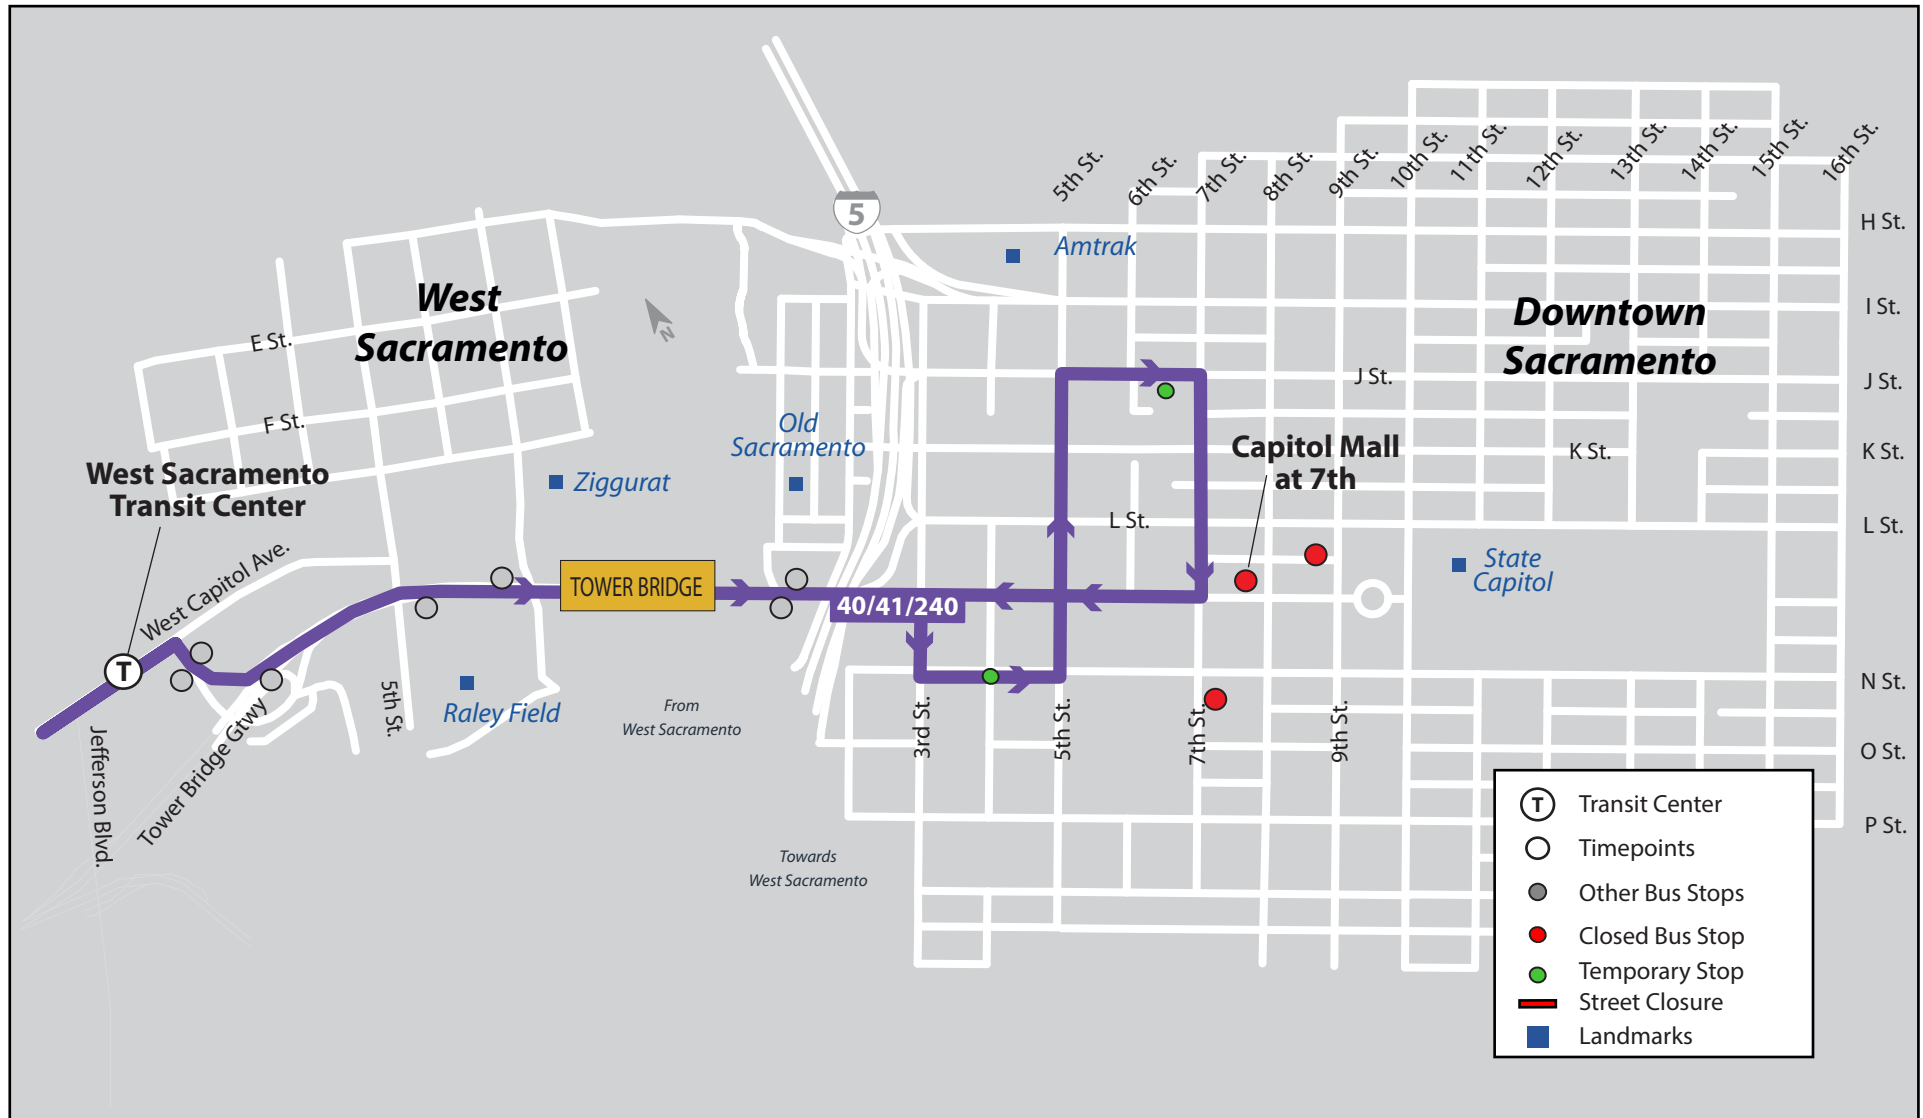 5th St.
6th St.
7th St.
8th St.
9th St.
10th St.
11th St.
12th St.
13th St.
14th St.
15th St.
16th St.
5
H St.
Amtrak
West
Sacramento
N
Downtown
Sacramento
I St.
E St.
J St.
J St.
F St.
Old
Sacramento
Capitol Mall
at 7th
K St.
K St.
West Sacramento
Transit Center
Ziggurat
L St.
L St.
West Capitol Ave.
TOWER BRIDGE
State
Capitol
40/41/240
T
N St.
5th St.
Raley Field
From
West Sacramento
3rd St.
5th St.
7th St.
9th St.
Jefferson Blvd.
Tower Bridge Gtwy
O St.
P St.
Towards
West Sacramento
T Transit Center
Timepoints
Other Bus Stops
Closed Bus Stop
Temporary Stop
Street Closure
Landmarks